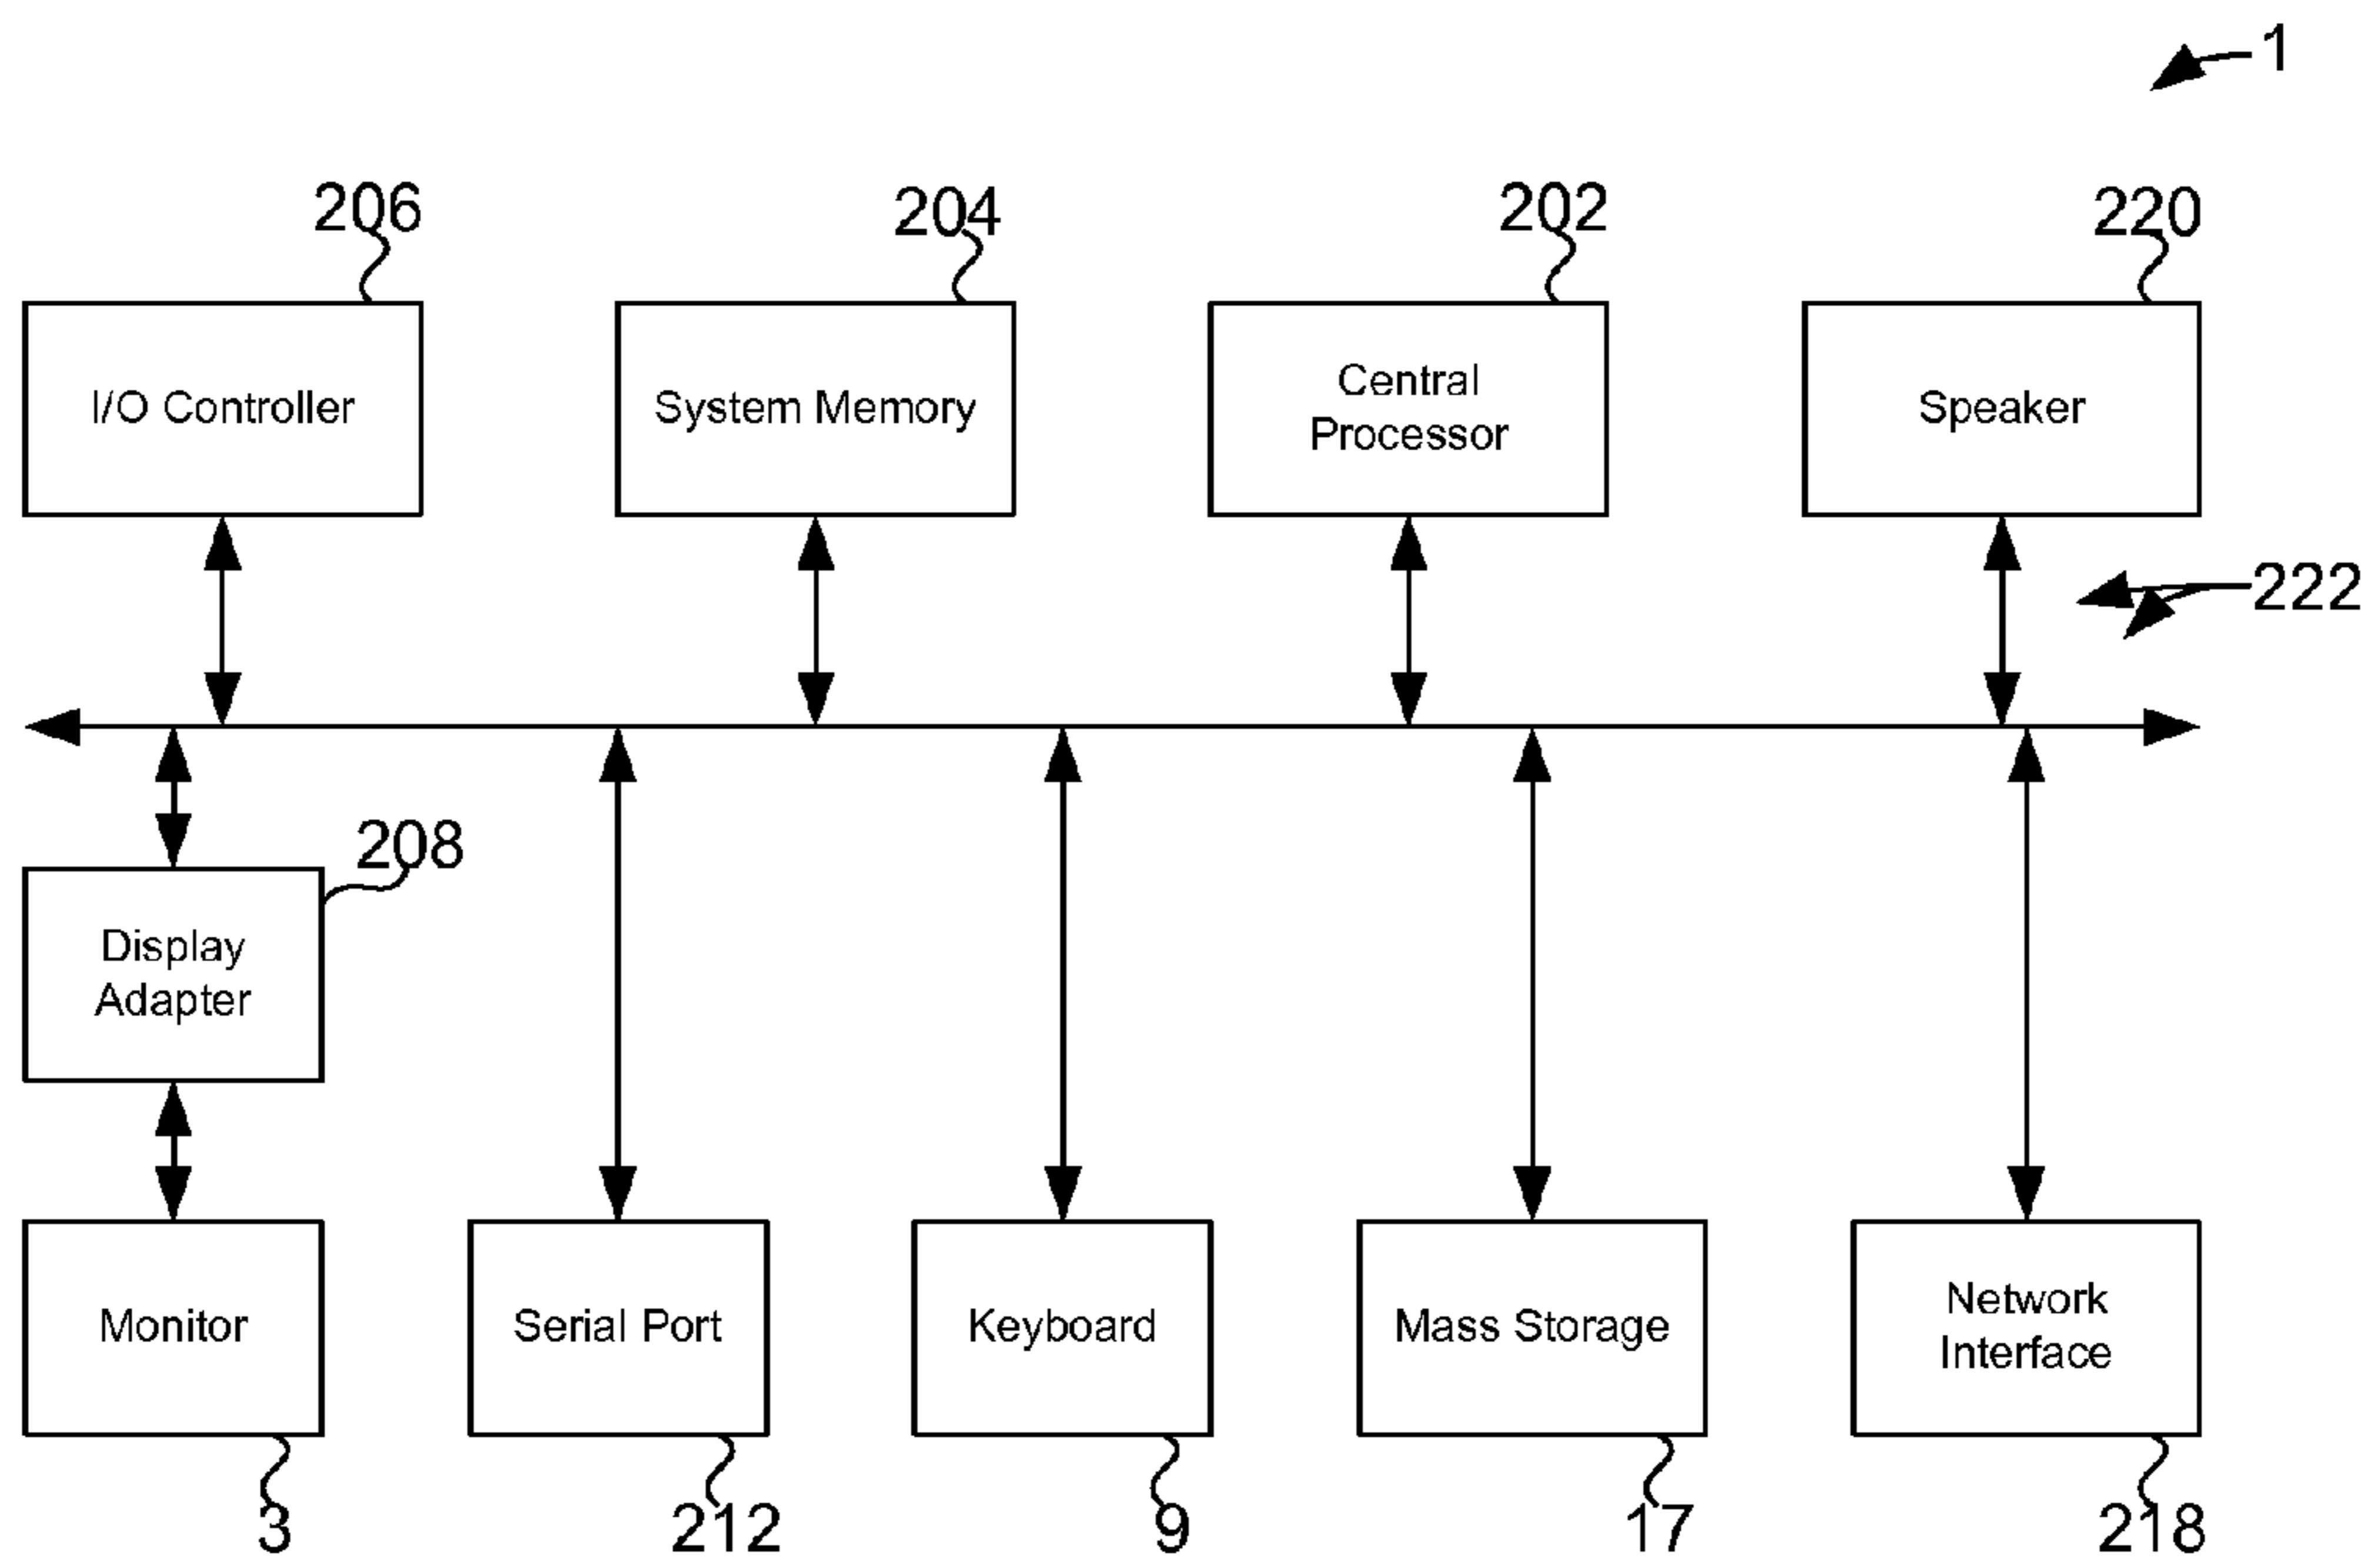 1
206
204
202
220
I/O Controller
System Memory
Central
Processor
Speaker
222
208
Display
Adapter
Monitor
Serial Port
Keyboard
Mass Storage
Network
Interface
3
212
9
17
218